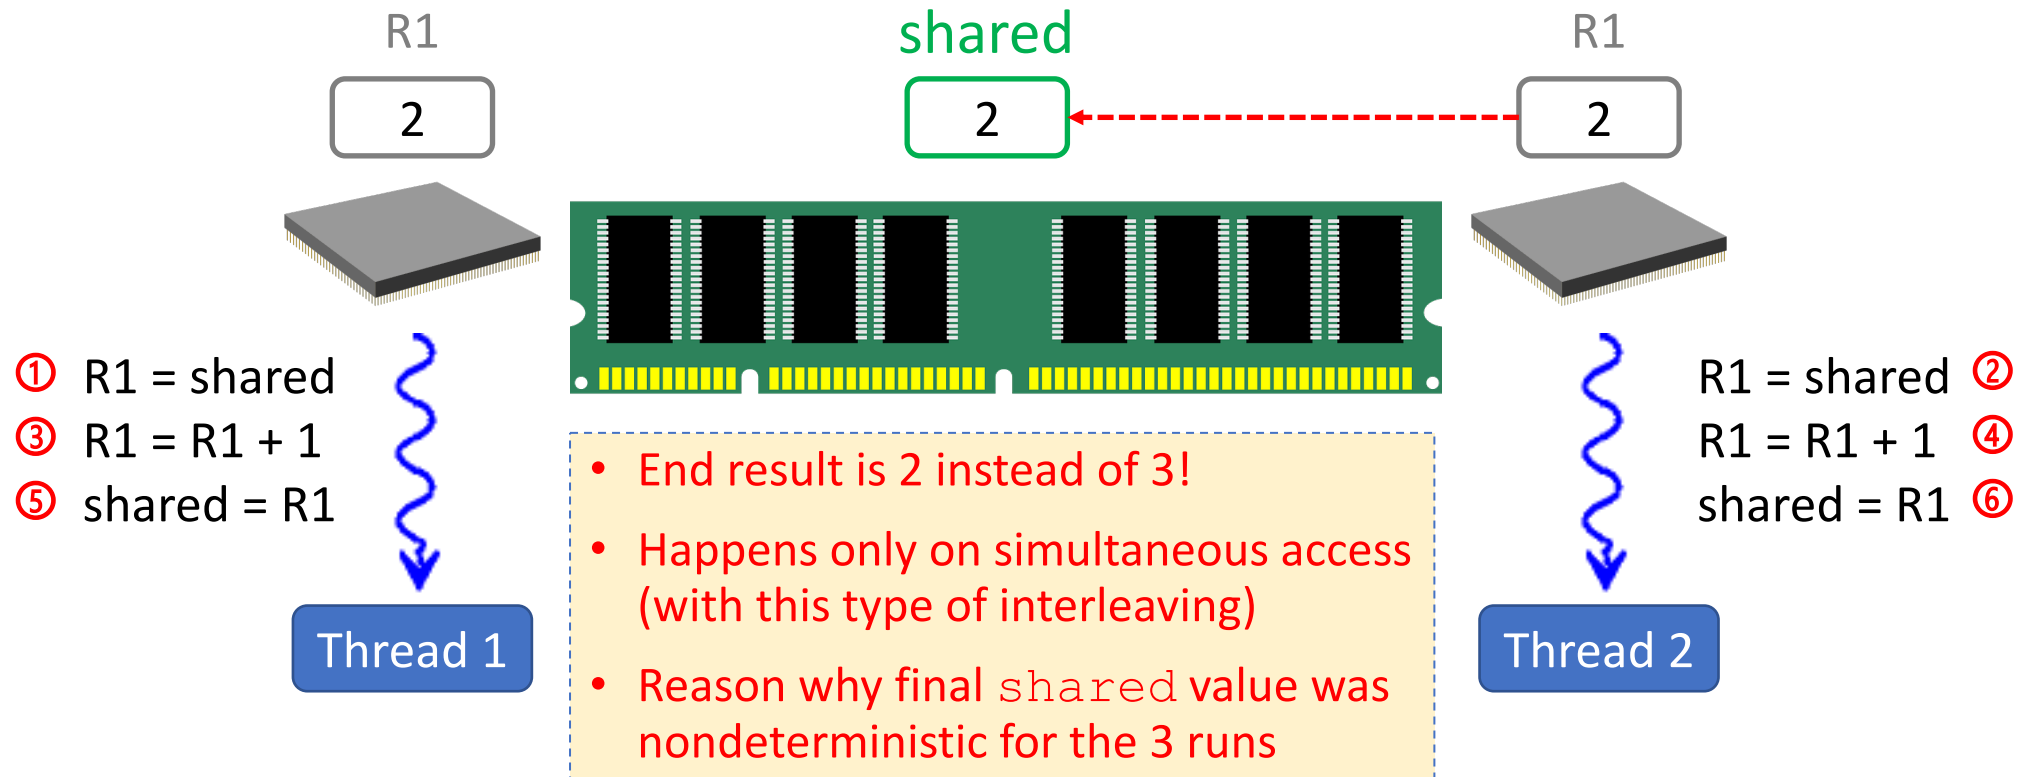 R1
shared
R1
2
2
2
① R1 = shared
③ R1 = R1 + 1
⑤ shared = R1
R1 = shared ②
R1 = R1 + 1 ④
shared = R1 ⑥
• End result is 2 instead of 3!
• Happens only on simultaneous access
(with this type of interleaving)
• Reason why final shared value was
nondeterministic for the 3 runs
Thread 1
Thread 2